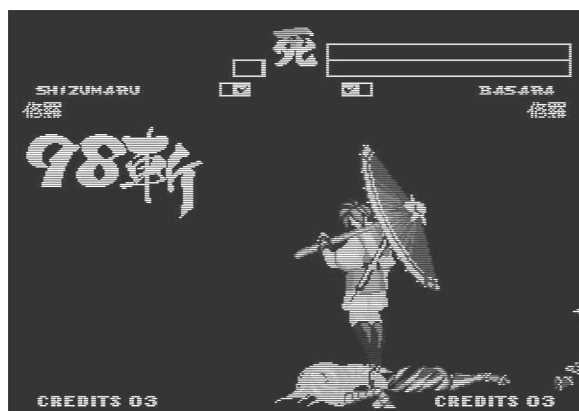 死
SHIZUMARU
BASARA
修羅
修羅
98斬
CREDITS 03
CREDITS 03